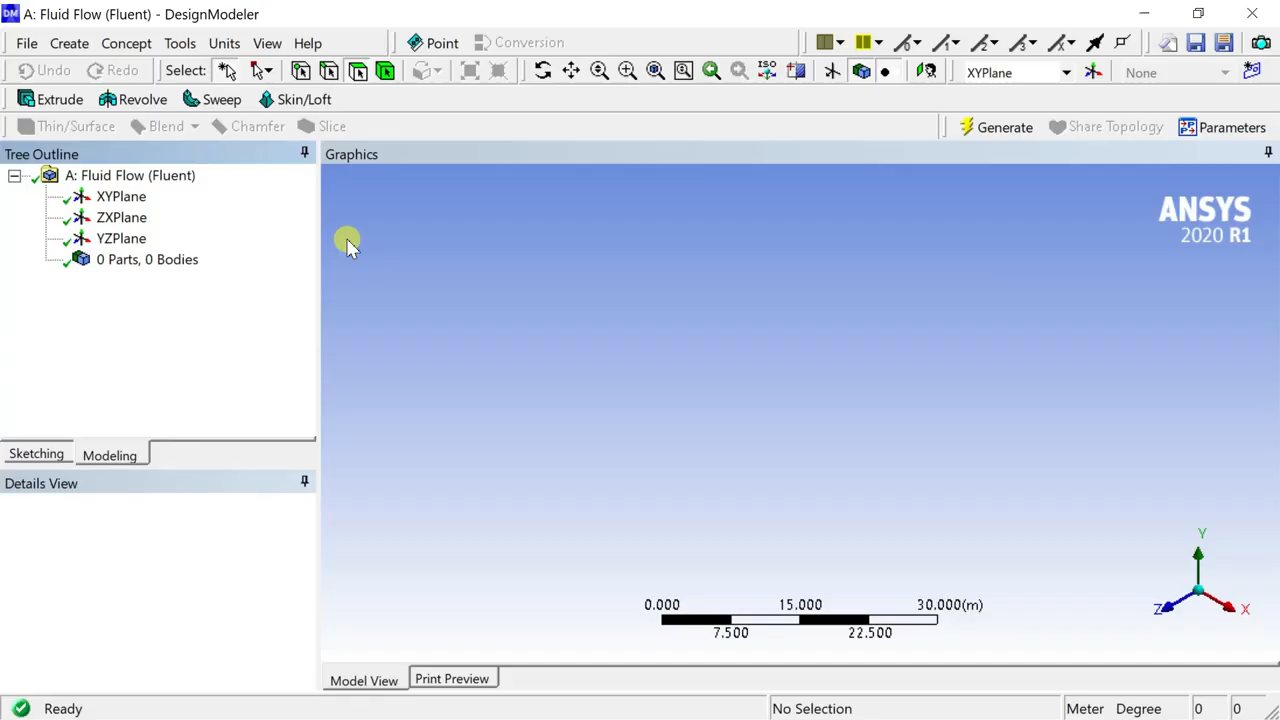 DM A: Fluid Flow (Fluent) - DesignModeler
File Create Concept Tools Units View Help Point Conversion
Undo Redo Select: ISO XYPlane None
Extrude Revolve Sweep Skin/Loft
Thin/Surface Blend Chamfer Slice Generate Share Topology Parameters
Tree Outline
A: Fluid Flow (Fluent)
XYPlane
ZXPlane
YZPlane
0 Parts, 0 Bodies
Sketching Modeling
Details View
Graphics
ANSYS
2020 R1
Y
Z X
0.000 15.000 30.000(m)
7.500 22.500
Model View Print Preview
Ready No Selection Meter Degree 0 0